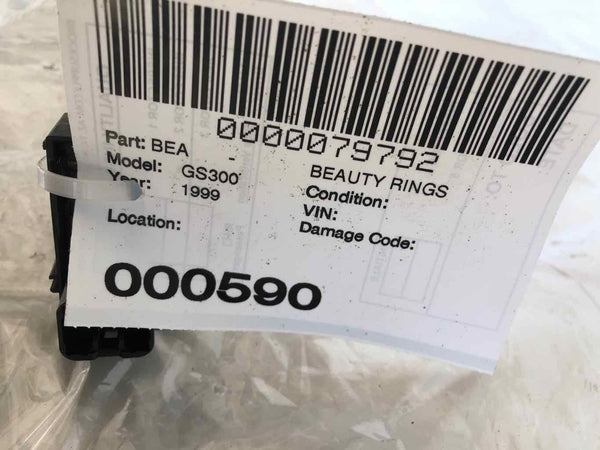 0000079792
Part: BEA - BEAUTY RINGS
Model: GS300 Condition:
Year: 1999 VIN:
Location: Damage Code:
000590